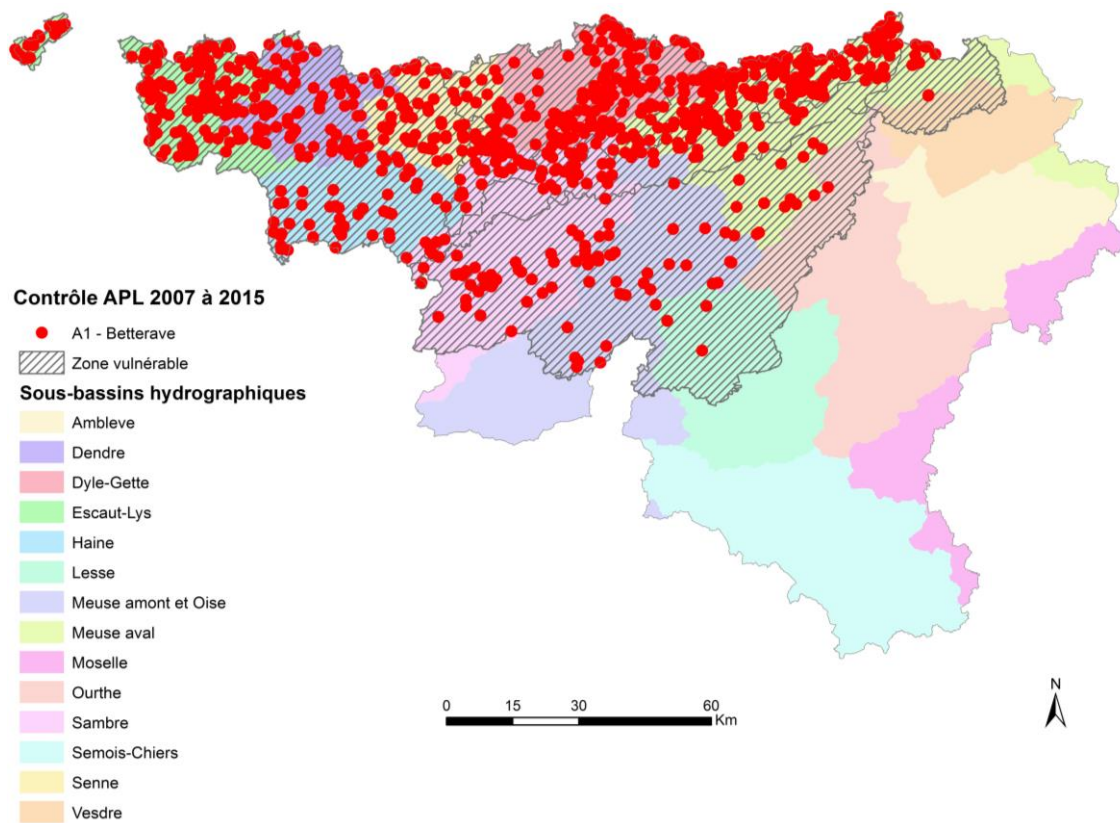 Contrôle APL 2007 à 2015
A1 - Betterave
Zone vulnérable
Sous-bassins hydrographiques
Ambleve
Dendre
Dyle-Gette
Escaut-Lys
Haine
Lesse
Meuse amont et Oise
Meuse aval
Moselle
Ourthe
Sambre
Semois-Chiers
Senne
Vesdre
0 15 30 60
Km
N